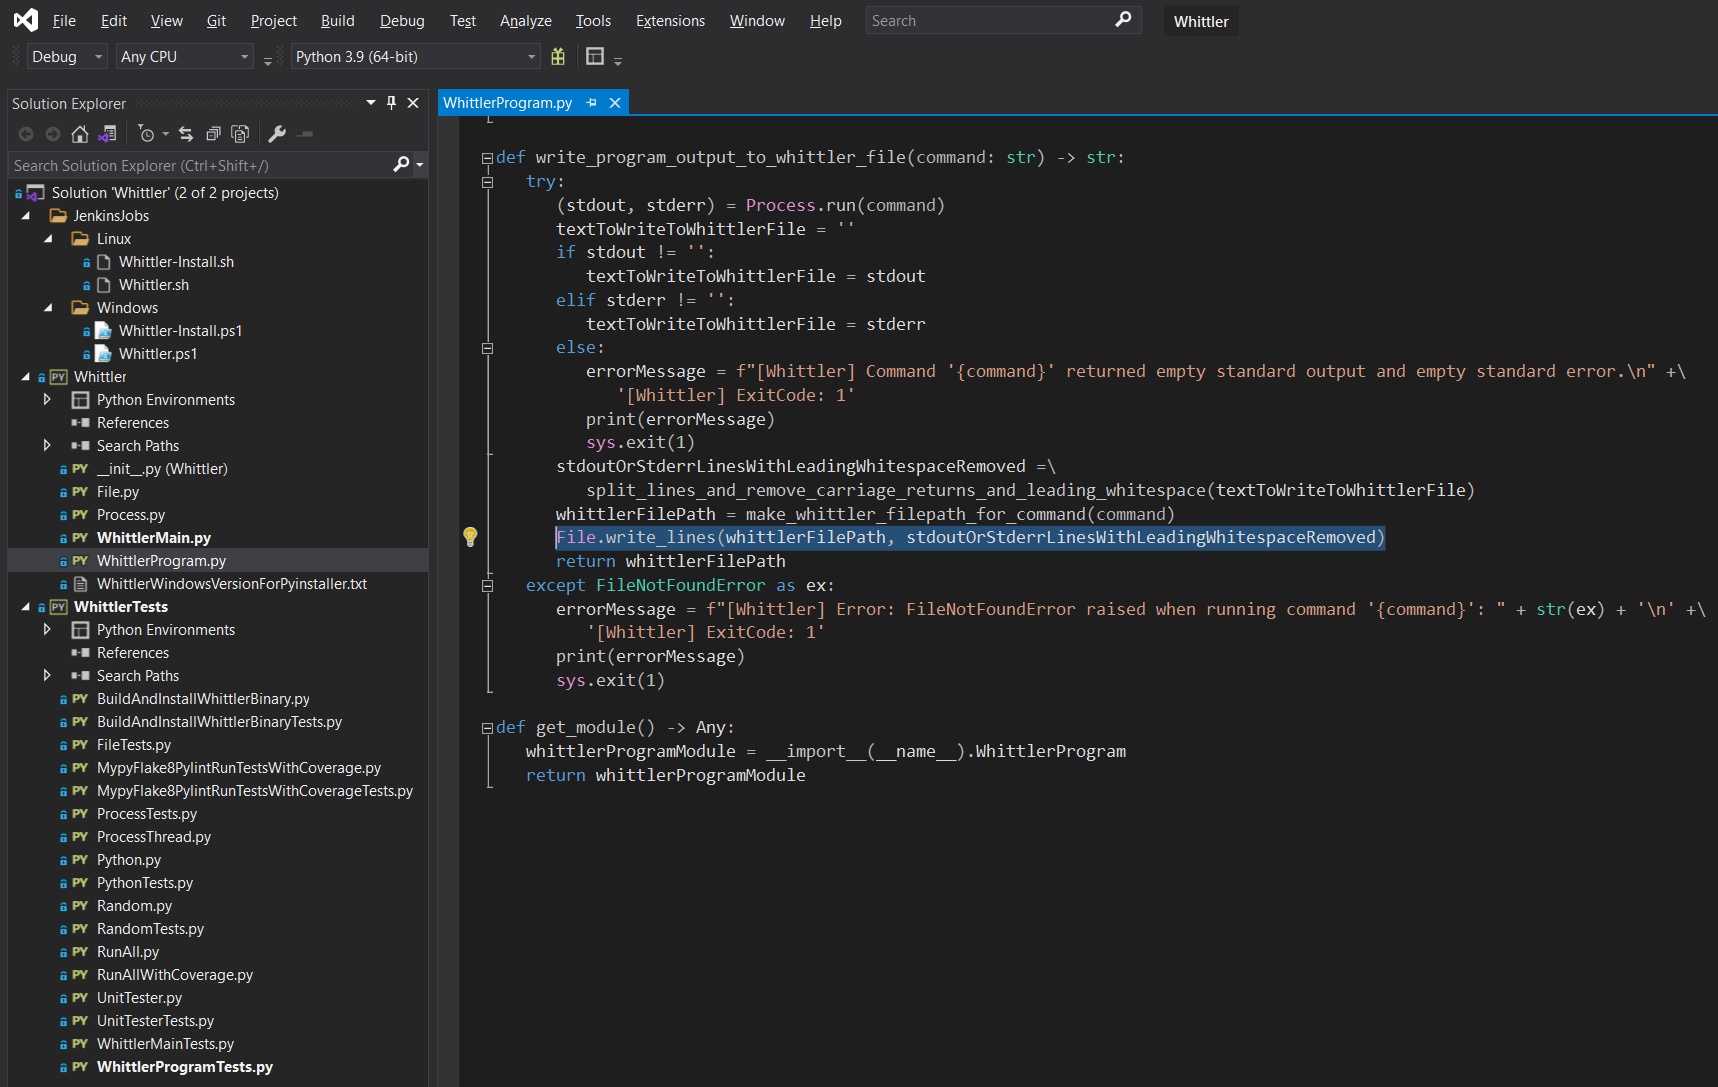 File Edit View Git Project Build Debug Test Analyze Tools Extensions Window Help Search Whittler
Debug Any CPU Python 3.9 (64-bit)
Solution Explorer
Search Solution Explorer (Ctrl+Shift+/)
Solution 'Whittler' (2 of 2 projects)
JenkinsJobs
Linux
Whittler-Install.sh
Whittler.sh
Windows
Whittler-Install.ps1
Whittler.ps1
PY Whittler
Python Environments
References
Search Paths
PY __init__.py (Whittler)
PY File.py
PY Process.py
PY WhittlerMain.py
PY WhittlerProgram.py
WhittlerWindowsVersionForPyinstaller.txt
PY WhittlerTests
Python Environments
References
Search Paths
PY BuildAndInstallWhittlerBinary.py
PY BuildAndInstallWhittlerBinaryTests.py
PY FileTests.py
PY MypyFlake8PylintRunTestsWithCoverage.py
PY MypyFlake8PylintRunTestsWithCoverageTests.py
PY ProcessTests.py
PY ProcessThread.py
PY Python.py
PY PythonTests.py
PY Random.py
PY RandomTests.py
PY RunAll.py
PY RunAllWithCoverage.py
PY UnitTester.py
PY UnitTesterTests.py
PY WhittlerMainTests.py
PY WhittlerProgramTests.py
WhittlerProgram.py
def write_program_output_to_whittler_file(command: str) -> str:
try:
(stdout, stderr) = Process.run(command)
textToWriteToWhittlerFile = ''
if stdout != '':
textToWriteToWhittlerFile = stdout
elif stderr != '':
textToWriteToWhittlerFile = stderr
else:
errorMessage = f"[Whittler] Command '{command}' returned empty standard output and empty standard error.\n" +\
'[Whittler] ExitCode: 1'
print(errorMessage)
sys.exit(1)
stdoutOrStderrLinesWithLeadingWhitespaceRemoved =\
split_lines_and_remove_carriage_returns_and_leading_whitespace(textToWriteToWhittlerFile)
whittlerFilePath = make_whittler_filepath_for_command(command)
File.write_lines(whittlerFilePath, stdoutOrStderrLinesWithLeadingWhitespaceRemoved)
return whittlerFilePath
except FileNotFoundError as ex:
errorMessage = f"[Whittler] Error: FileNotFoundError raised when running command '{command}': " + str(ex) + '\n' +\
'[Whittler] ExitCode: 1'
print(errorMessage)
sys.exit(1)
def get_module() -> Any:
whittlerProgramModule = __import__(__name__).WhittlerProgram
return whittlerProgramModule